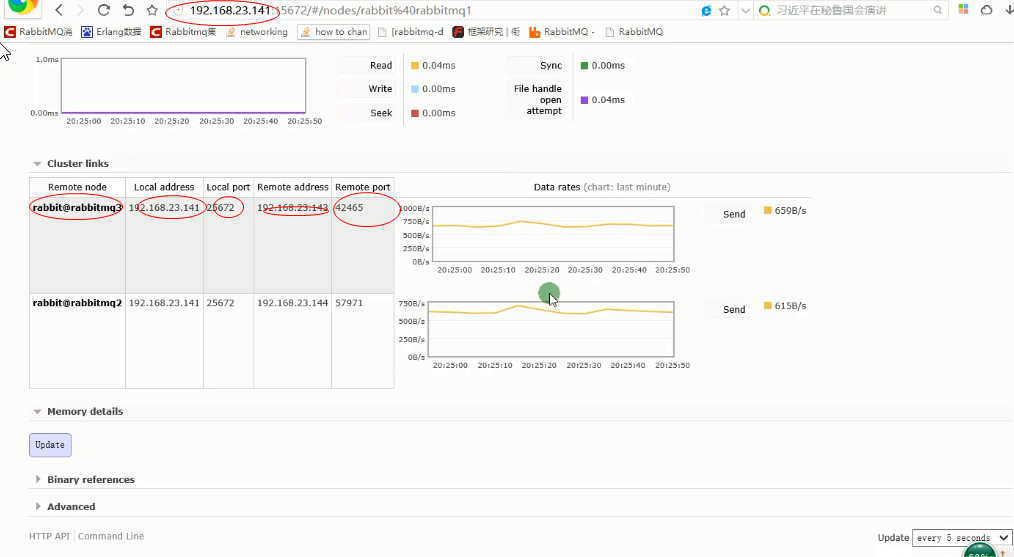 192.168.23.141:15672/#/nodes/rabbit%40rabbitmq1
习近平在秘鲁国会演讲
RabbitMQ消 Erlang数据 Rabbitmq集 networking how to chan [rabbitmq-d 框架研究 | 衔 RabbitMQ - RabbitMQ
1.0ms
0.00ms
20:25:00 20:25:10 20:25:20 20:25:30 20:25:40 20:25:50
Read 0.04ms
Write 0.00ms
Seek 0.00ms
Sync 0.00ms
File handle open attempt 0.04ms
Cluster links
Remote node Local address Local port Remote address Remote port Data rates (chart: last minute)
rabbit@rabbitmq3 192.168.23.141 25672 192.168.23.143 42465
1000B/s
750B/s
500B/s
250B/s
0B/s
20:25:00 20:25:10 20:25:20 20:25:30 20:25:40 20:25:50
Send 659B/s
rabbit@rabbitmq2 192.168.23.141 25672 192.168.23.144 57971
750B/s
500B/s
250B/s
0B/s
20:25:00 20:25:10 20:25:20 20:25:30 20:25:40 20:25:50
Send 615B/s
Memory details
Update
Binary references
Advanced
HTTP API Command Line
Update every 5 seconds